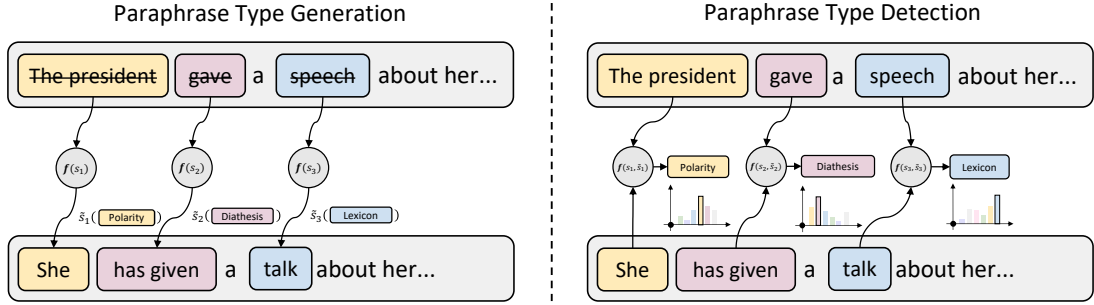 Paraphrase Type Generation
The president gave a speech about her...
f(s₁) f(s₂) f(s₃)
s̃₁( Polarity ) s̃₂( Diathesis ) s̃₃( Lexicon )
She has given a talk about her...
Paraphrase Type Detection
The president gave a speech about her...
f(s₁, s̃₁) Polarity f(s₂, s̃₂) Diathesis f(s₃, s̃₃) Lexicon
She has given a talk about her...